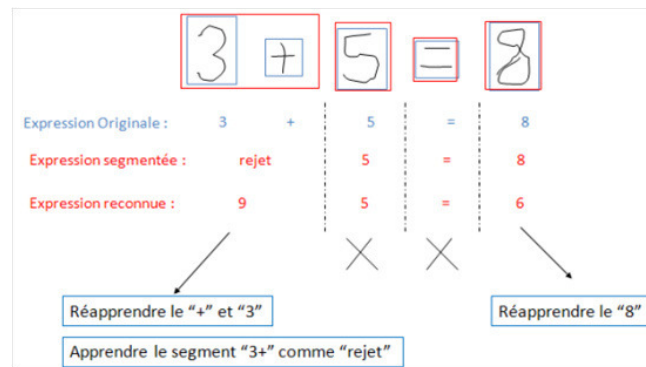 3 + 5 = 8
Expression Originale : 3 + 5 = 8
Expression segmentée : rejet 5 = 8
Expression reconnue : 9 5 = 6
Réapprendre le “+” et “3”
Réapprendre le “8”
Apprendre le segment “3+” comme “rejet”